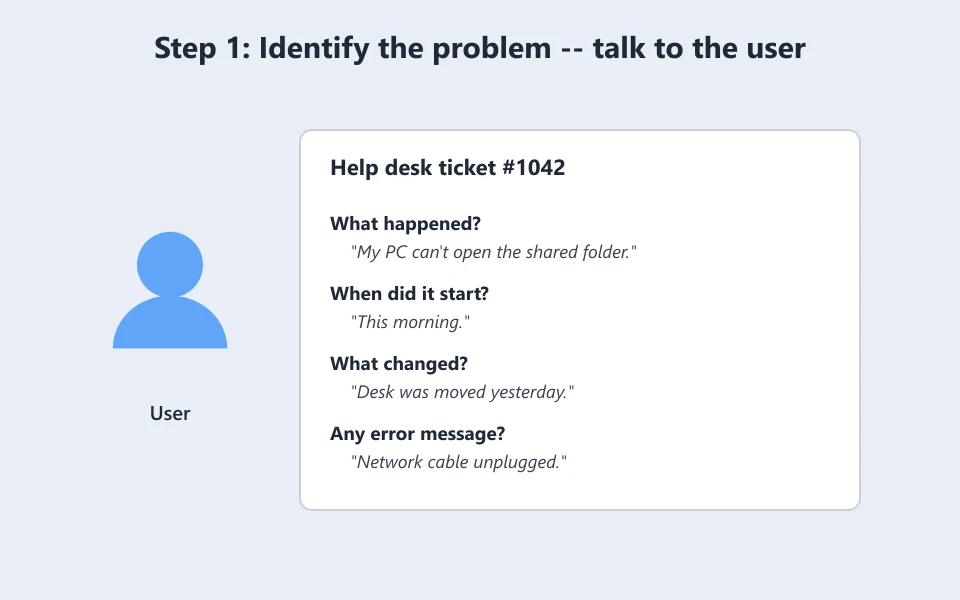 Step 1: Identify the problem -- talk to the user
Help desk ticket #1042
What happened?
"My PC can't open the shared folder."
When did it start?
"This morning."
What changed?
"Desk was moved yesterday."
Any error message?
"Network cable unplugged."
User